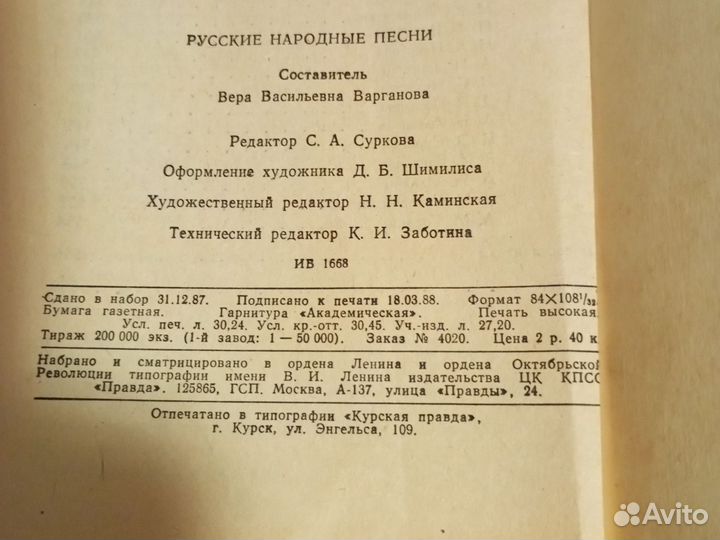 РУССКИЕ НАРОДНЫЕ ПЕСНИ
Составитель
Вера Васильевна Варганова
Редактор С. А. Суркова
Оформление художника Д. Б. Шимилиса
Художественный редактор Н. Н. Каминская
Технический редактор К. И. Заботина
ИБ 1668
Сдано в набор 31.12.87. Подписано к печати 18.03.88. Формат 84×108¹/₃₂.
Бумага газетная. Гарнитура «Академическая». Печать высокая.
Усл. печ. л. 30,24. Усл. кр.-отт. 30,45. Уч.-изд. л. 27,20.
Тираж 200 000 экз. (1-й завод: 1—50 000). Заказ № 4020. Цена 2 р. 40 к
Набрано и сматрицировано в ордена Ленина и ордена Октябрьской
Революции типографии имени В. И. Ленина издательства ЦК КПСС
«Правда». 125865, ГСП. Москва, А-137, улица «Правды», 24.
Отпечатано в типографии «Курская правда»,
г. Курск, ул. Энгельса, 109.
Avito